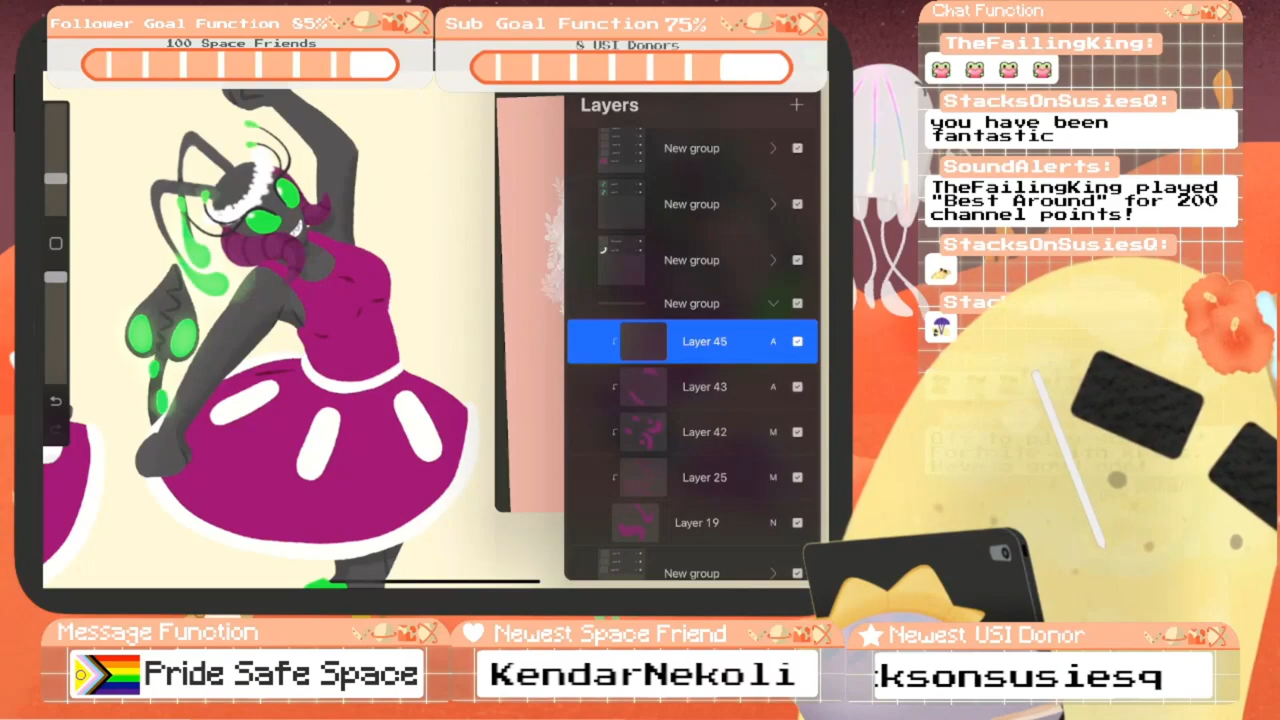 Follower Goal Function 85%
100 Space Friends
Sub Goal Function 75%
8 USI Donors
Layers
New group
New group
New group
New group
Layer 45
A
Layer 43
A
Layer 42
M
Layer 25
M
Layer 19
N
New group
Chat Function
TheFailingKing:
StacksOnSusiesQ:
you have been
fantastic
SoundAlerts:
TheFailingKing played
"Best Around" for 200
channel points!
StacksOnSusiesQ:
Stac
Message Function
Pride Safe Space
Newest Space Friend
KendarNekoli
Newest USI Donor
ksonsusiesq